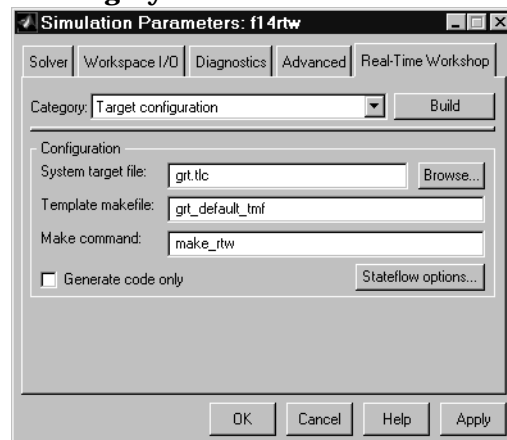 Simulation Parameters: f14rtw
Solver Workspace I/O Diagnostics Advanced Real-Time Workshop
Category: Target configuration Build
Configuration
System target file: grt.tlc Browse...
Template makefile: grt_default_tmf
Make command: make_rtw
Generate code only Stateflow options...
OK Cancel Help Apply